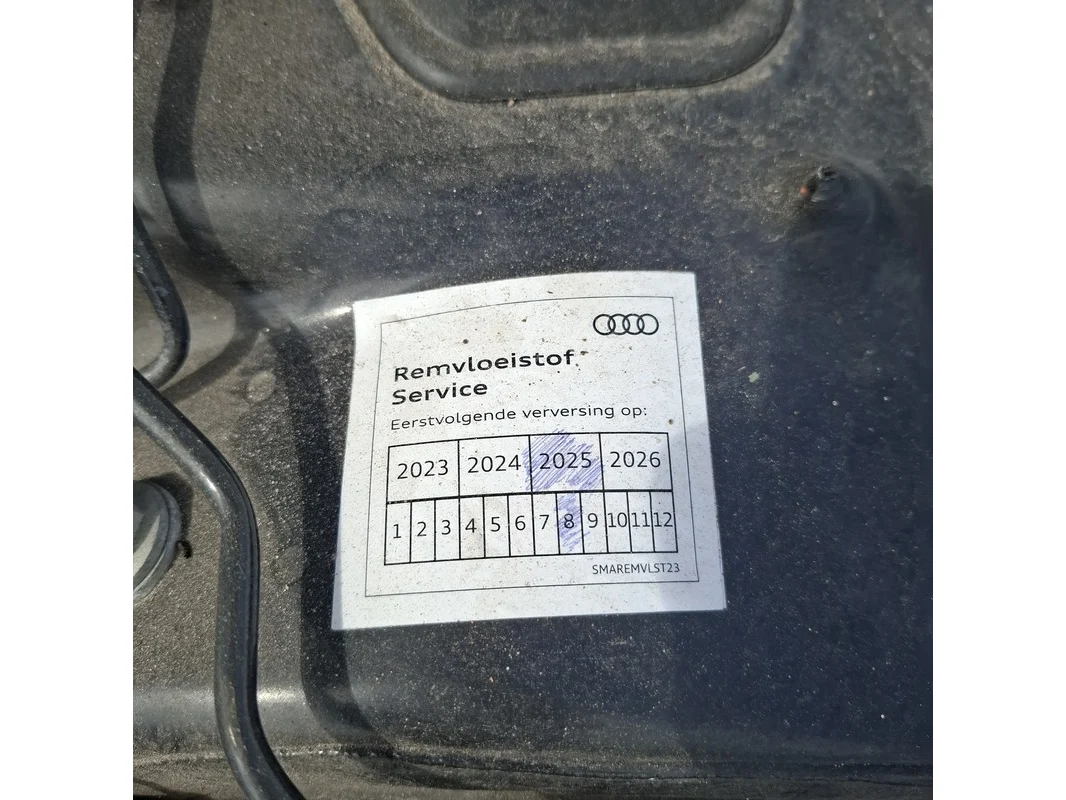 Remvloeistof
Service
Eerstvolgende verversing op:
2023 2024 2025 2026
1 2 3 4 5 6 7 8 9 10 11 12
SMAREMVLST23